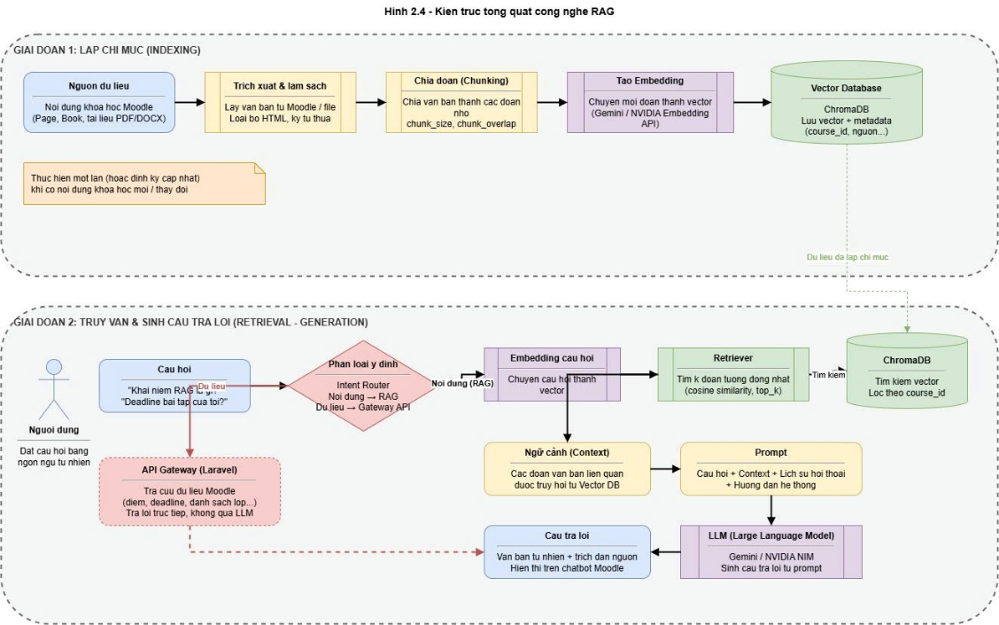 Hinh 2.4 - Kien truc tong quat cong nghe RAG
GIAI DOAN 1: LAP CHI MUC (INDEXING)
Nguon du lieu
Noi dung khoa hoc Moodle
(Page, Book, tai lieu PDF/DOCX)
Trich xuat & lam sach
Lay van ban tu Moodle / file
Loai bo HTML, ky tu thua
Chia doan (Chunking)
Chia van ban thanh cac doan
nho
chunk_size, chunk_overlap
Tao Embedding
Chuyen moi doan thanh vector
(Gemini / NVIDIA Embedding
API)
Vector Database
ChromaDB
Luu vector + metadata
(course_id, nguon...)
Thuc hien mot lan (hoac dinh ky cap nhat)
khi co noi dung khoa hoc moi / thay doi
Du lieu da lap chi muc
GIAI DOAN 2: TRUY VAN & SINH CAU TRA LOI (RETRIEVAL - GENERATION)
Nguoi dung
Dat cau hoi bang
ngon ngu tu nhien
Cau hoi
"Khai niem RAG la gi?"
"Deadline bai tap cua toi?"
Du lieu
Phan loai y dinh
Intent Router
Noi dung → RAG
Du lieu → Gateway API
Noi dung (RAG)
Embedding cau hoi
Chuyen cau hoi thanh
vector
Retriever
Tim k doan tuong dong nhat
(cosine similarity, top_k)
Tim kiem
ChromaDB
Tim kiem vector
Loc theo course_id
API Gateway (Laravel)
Tra cuu du lieu Moodle
(diem, deadline, danh sach lop...)
Tra loi truc tiep, khong qua LLM
Ngữ cảnh (Context)
Cac doan van ban lien quan
duoc truy hoi tu Vector DB
Prompt
Cau hoi + Context + Lich su hoi thoai
+ Huong dan he thong
Cau tra loi
Van ban tu nhien + trich dan nguon
Hien thi tren chatbot Moodle
LLM (Large Language Model)
Gemini / NVIDIA NIM
Sinh cau tra loi tu prompt